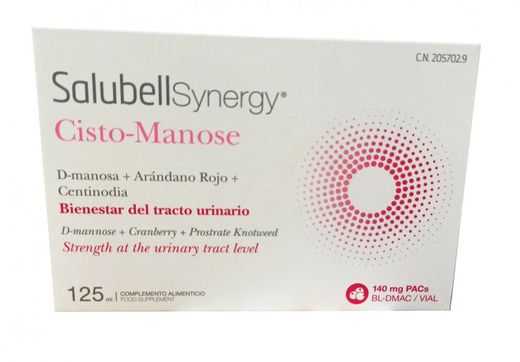 C.N. 205702.9
SalubellSynergy®
Cisto-Manose
D-manosa + Arándano Rojo +
Centinodia
Bienestar del tracto urinario
D-mannose + Cranberry + Prostrate Knotweed
Strength at the urinary tract level
125 ml COMPLEMENTO ALIMENTICIO
FOOD SUPPLEMENT
140 mg PACs
BL-DMAC / VIAL